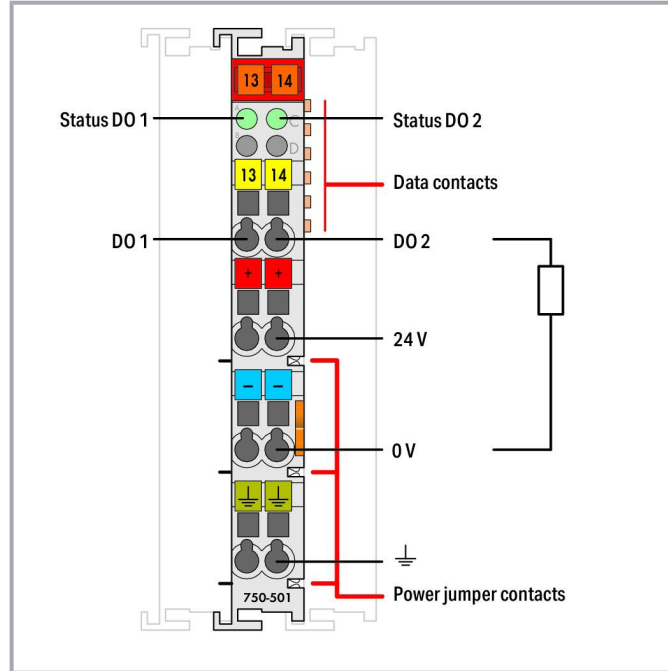 13 14
A C
Status DO 1
Status DO 2
B D
13 14
Data contacts
DO 1
DO 2
+ +
24 V
− −
0 V
750-501
Power jumper contacts